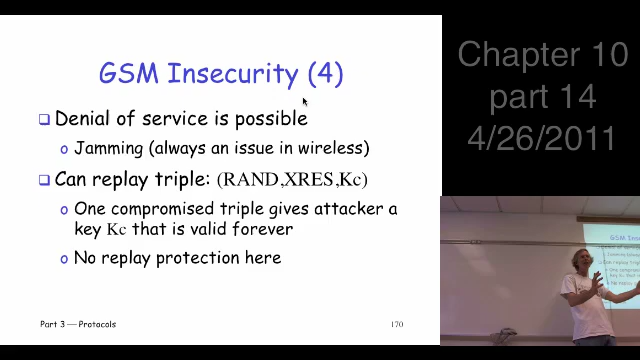 GSM Insecurity (4)
Denial of service is possible
Jamming (always an issue in wireless)
Can replay triple: (RAND,XRES,Kc)
One compromised triple gives attacker a
key Kc that is valid forever
No replay protection here
Part 3 — Protocols
170
Chapter 10
part 14
4/26/2011
GSM Insecurity